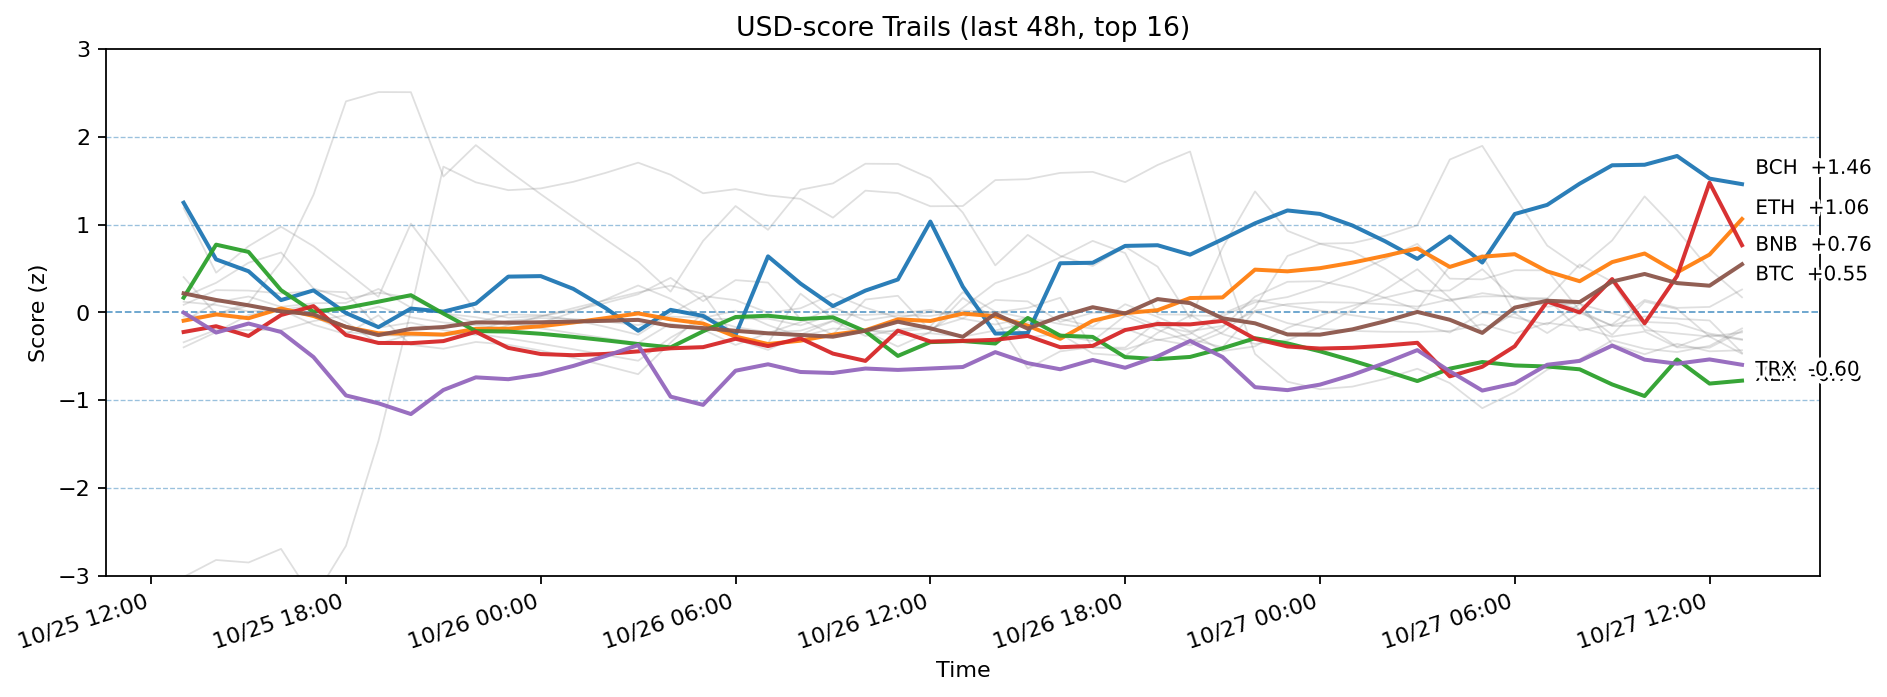 USD-score Trails (last 48h, top 16)
Score (z)
3
2
1
0
−1
−2
−3
BCH +1.46
ETH +1.06
BNB +0.76
BTC +0.55
TRX -0.60
10/25 12:00
10/25 18:00
10/26 00:00
10/26 06:00
10/26 12:00
10/26 18:00
10/27 00:00
10/27 06:00
10/27 12:00
Time